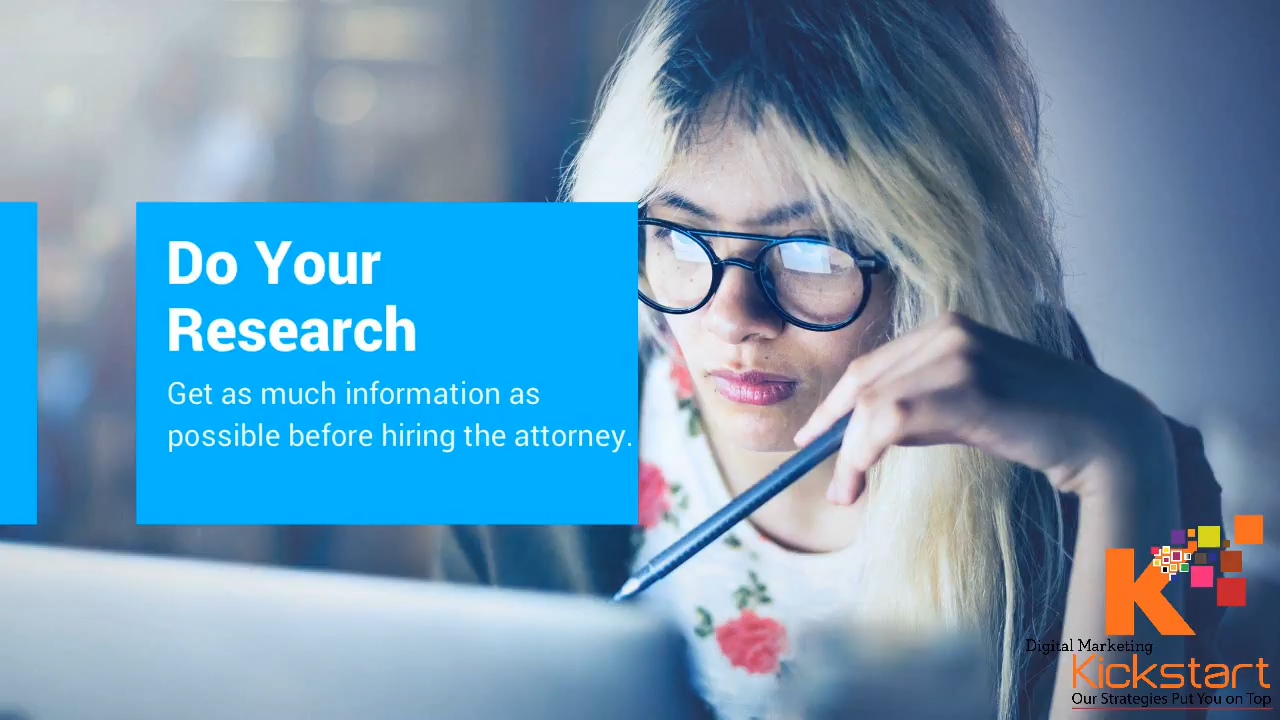 Do Your
Research
Get as much information as
possible before hiring the attorney.
K
Digital Marketing
Kickstart
Our Strategies Put You on Top